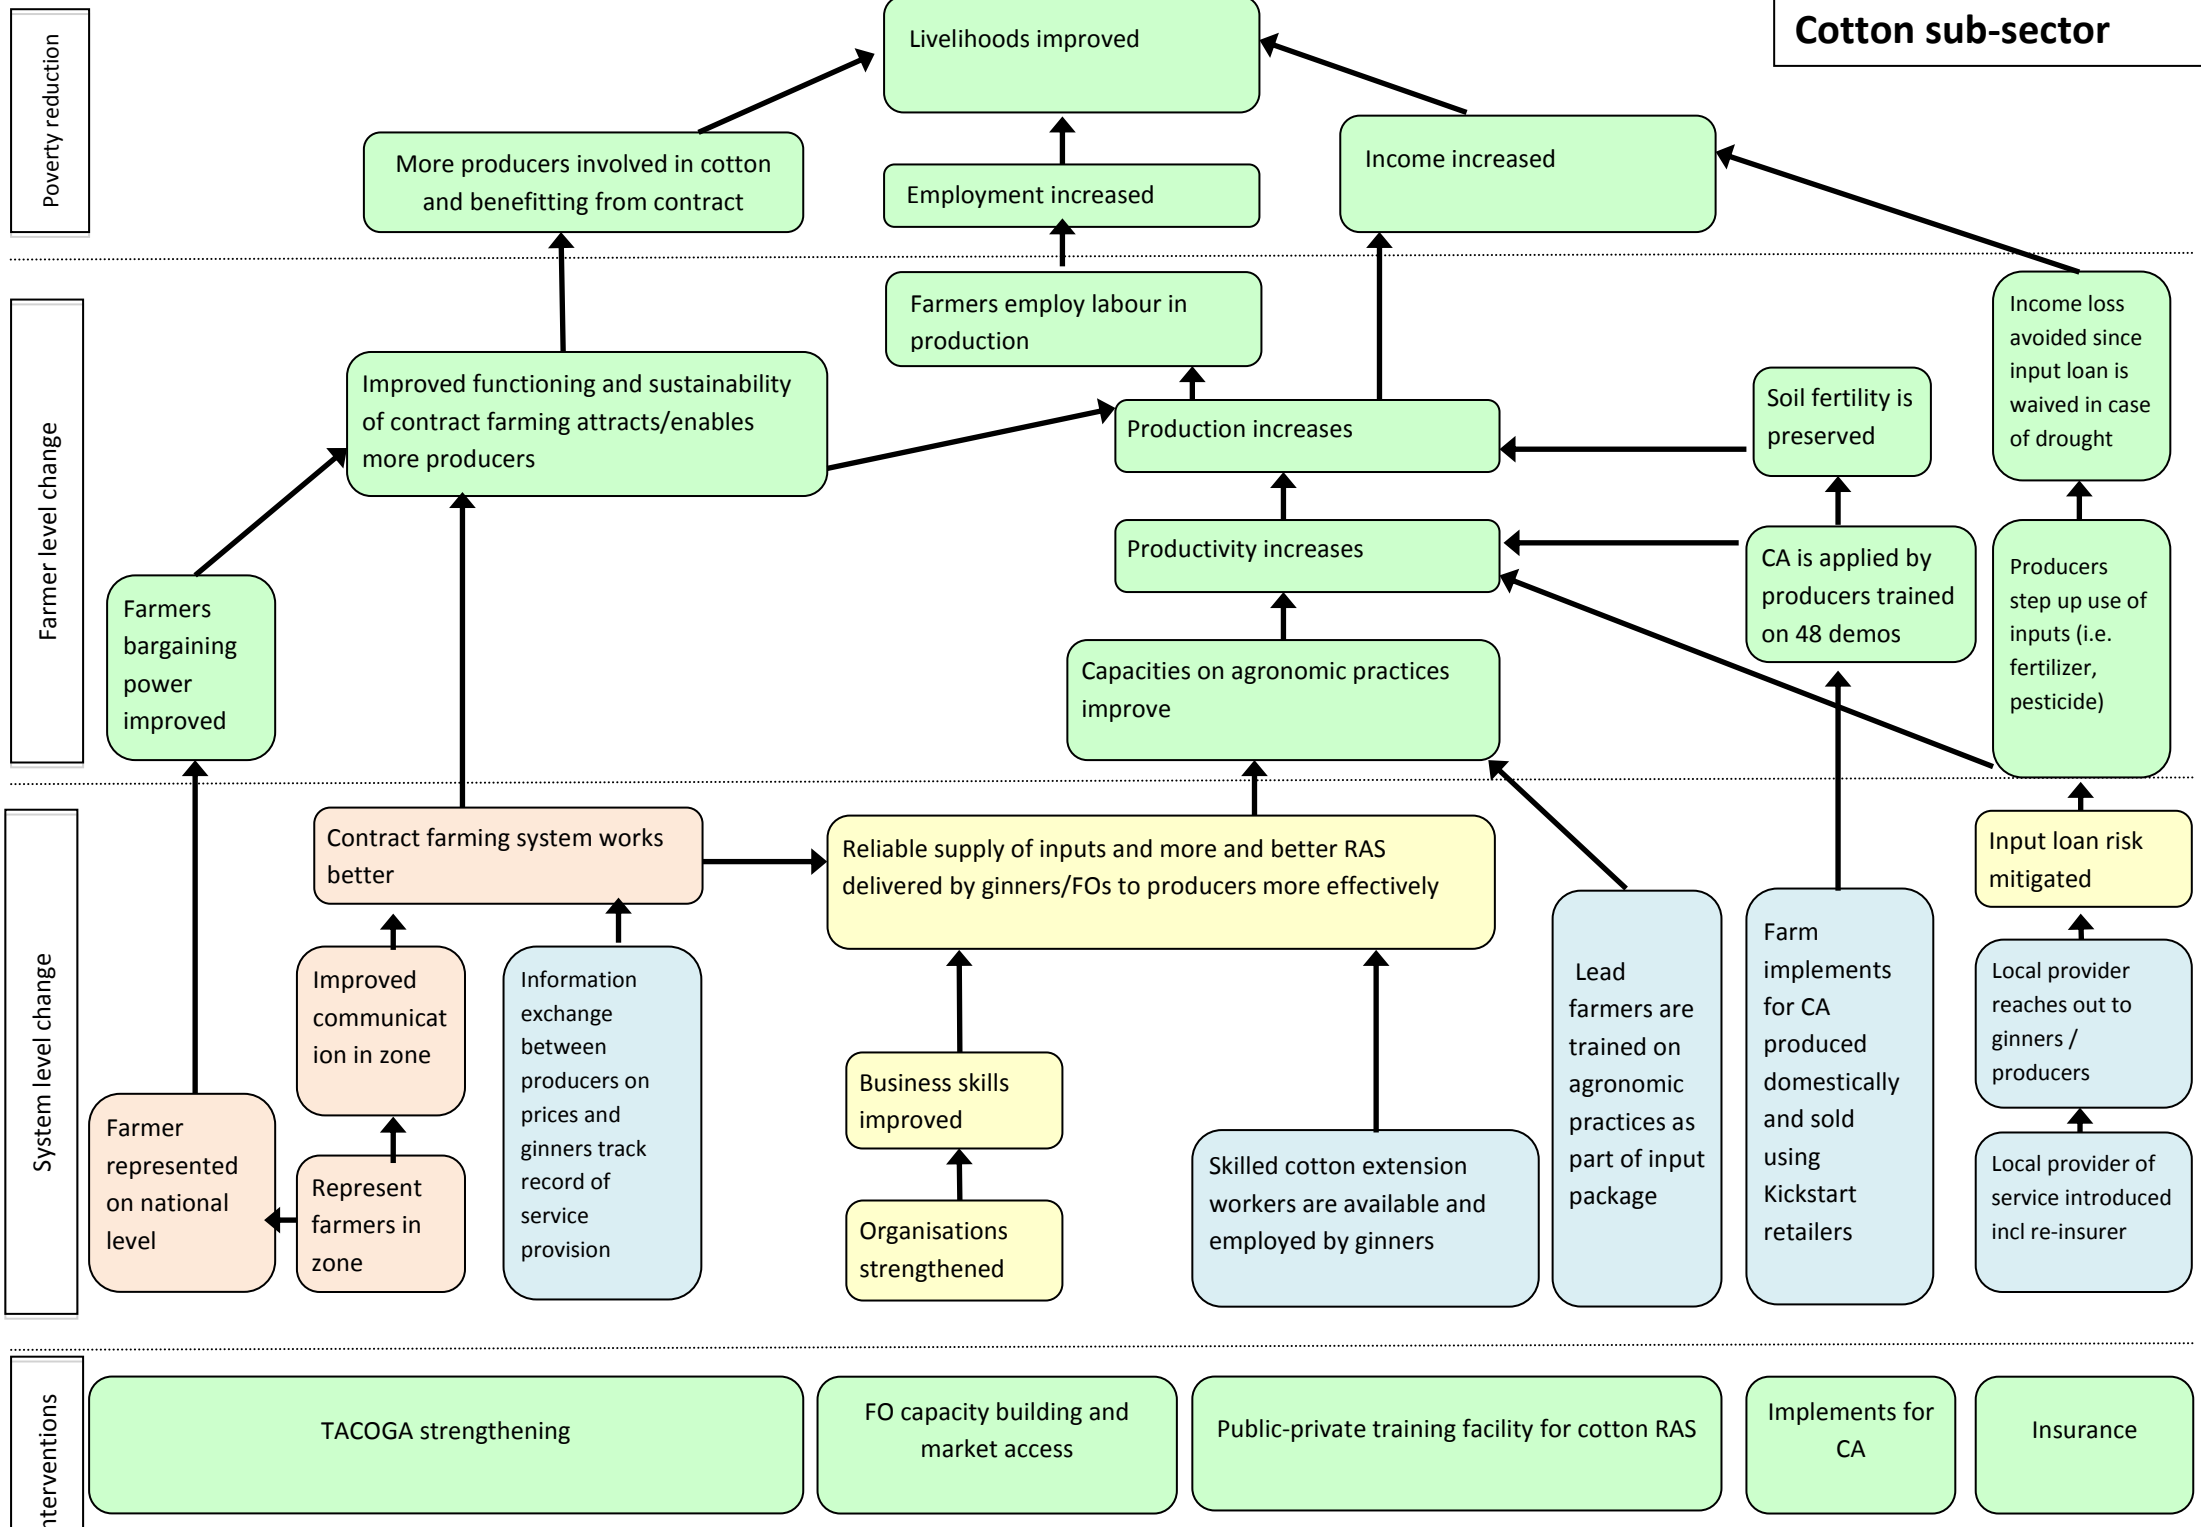 Cotton sub-sector
Poverty reduction
Livelihoods improved
More producers involved in cotton
and benefitting from contract
Employment increased
Income increased
Farmer level change
Farmers employ labour in
production
Income loss
avoided since
input loan is
waived in case
of drought
Improved functioning and sustainability
of contract farming attracts/enables
more producers
Production increases
Soil fertility is
preserved
Productivity increases
CA is applied by
producers trained
on 48 demos
Producers
step up use of
inputs (i.e.
fertilizer,
pesticide)
Farmers
bargaining
power
improved
Capacities on agronomic practices
improve
System level change
Contract farming system works
better
Reliable supply of inputs and more and better RAS
delivered by ginners/FOs to producers more effectively
Input loan risk
mitigated
Improved
communicat
ion in zone
Information
exchange
between
producers on
prices and
ginners track
record of
service
provision
Lead
farmers are
trained on
agronomic
practices as
part of input
package
Farm
implements
for CA
produced
domestically
and sold
using
Kickstart
retailers
Local provider
reaches out to
ginners /
producers
Business skills
improved
Farmer
represented
on national
level
Represent
farmers in
zone
Organisations
strengthened
Skilled cotton extension
workers are available and
employed by ginners
Local provider of
service introduced
incl re-insurer
nterventions
TACOGA strengthening
FO capacity building and
market access
Public-private training facility for cotton RAS
Implements for
CA
Insurance